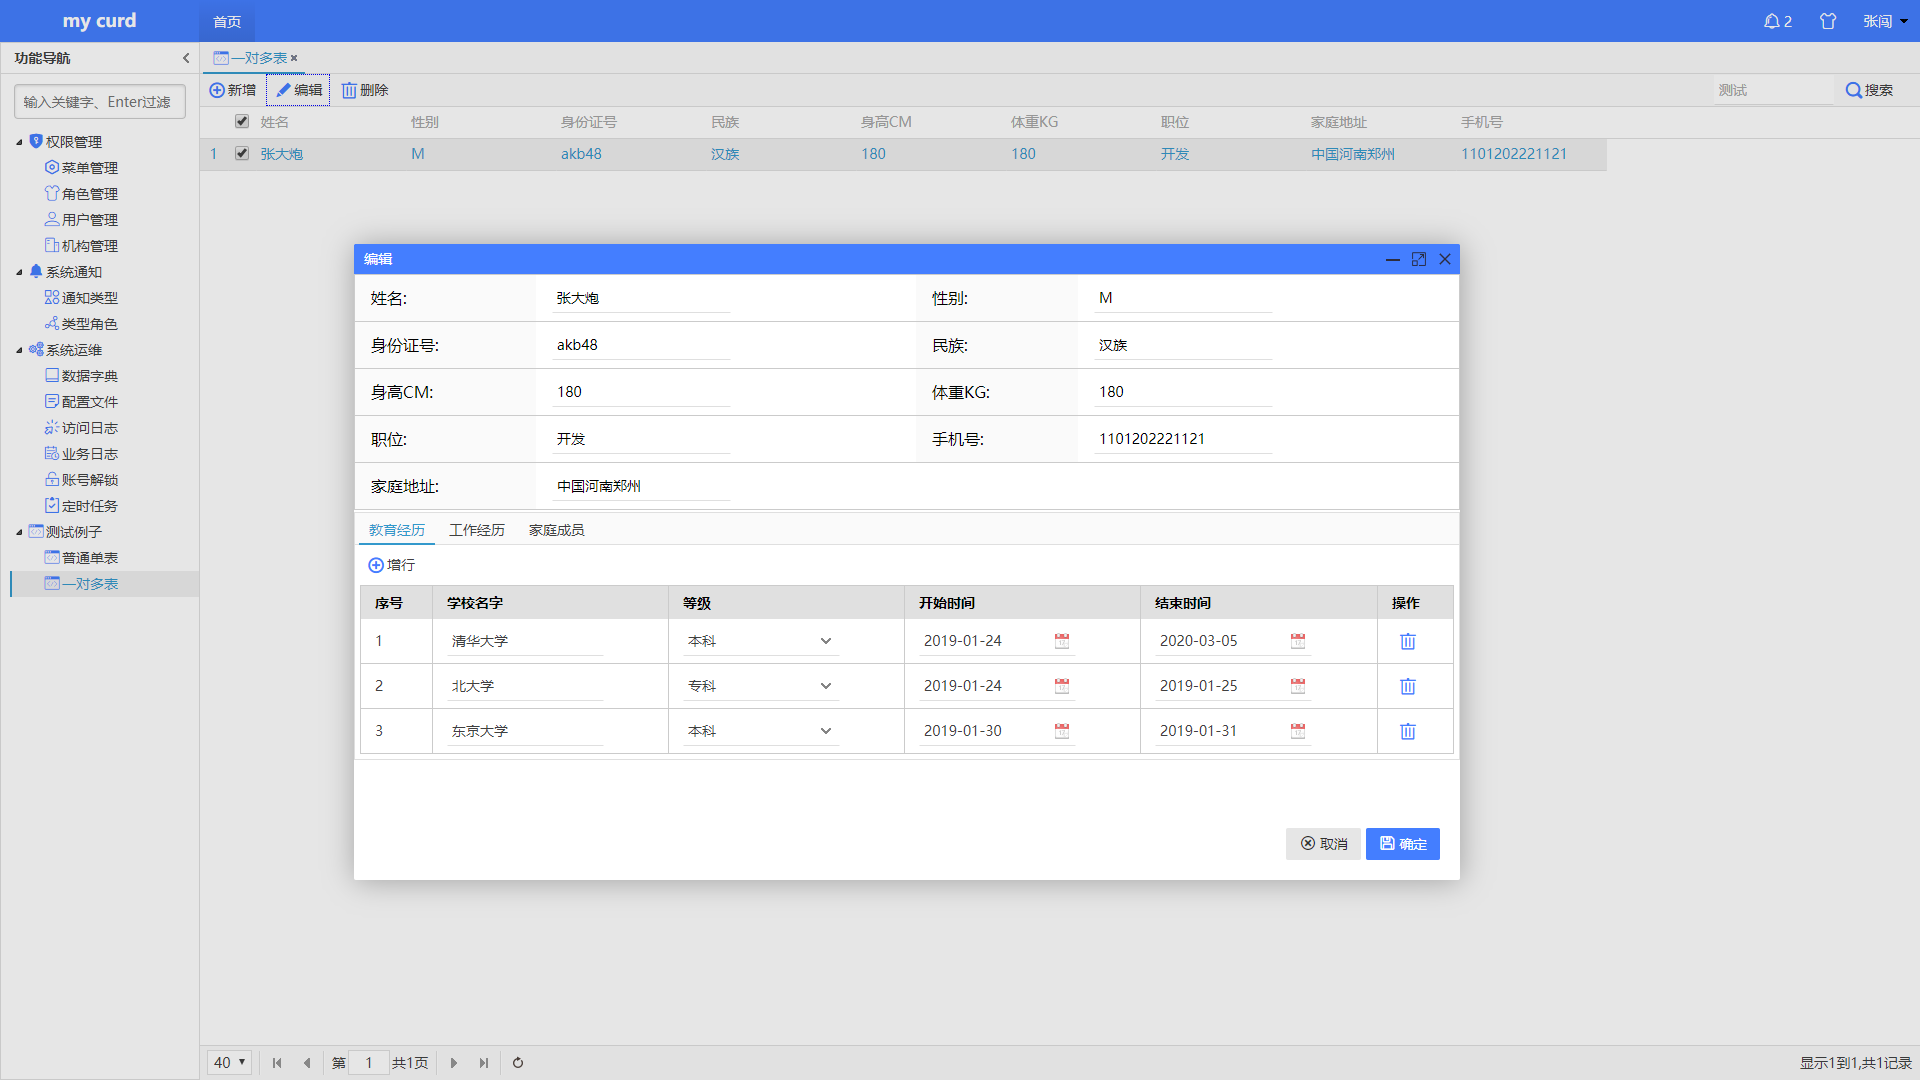 my curd 首页 2 张闯
功能导航
一对多表
新增 编辑 删除 测试 搜索
输入关键字、Enter过滤
姓名 性别 身份证号 民族 身高CM 体重KG 职位 家庭地址 手机号
1 张大炮 M akb48 汉族 180 180 开发 中国河南郑州 1101202221121
权限管理
菜单管理
角色管理
用户管理
机构管理
系统通知
通知类型
类型角色
系统运维
数据字典
配置文件
访问日志
业务日志
账号解锁
定时任务
测试例子
普通单表
一对多表
编辑
姓名: 张大炮 性别: M
身份证号: akb48 民族: 汉族
身高CM: 180 体重KG: 180
职位: 开发 手机号: 1101202221121
家庭地址: 中国河南郑州
教育经历 工作经历 家庭成员
增行
序号 学校名字 等级 开始时间 结束时间 操作
1 清华大学 本科 2019-01-24 2020-03-05
2 北大学 专科 2019-01-24 2019-01-25
3 东京大学 本科 2019-01-30 2019-01-31
取消 确定
40 第 1 共1页 显示1到1,共1记录